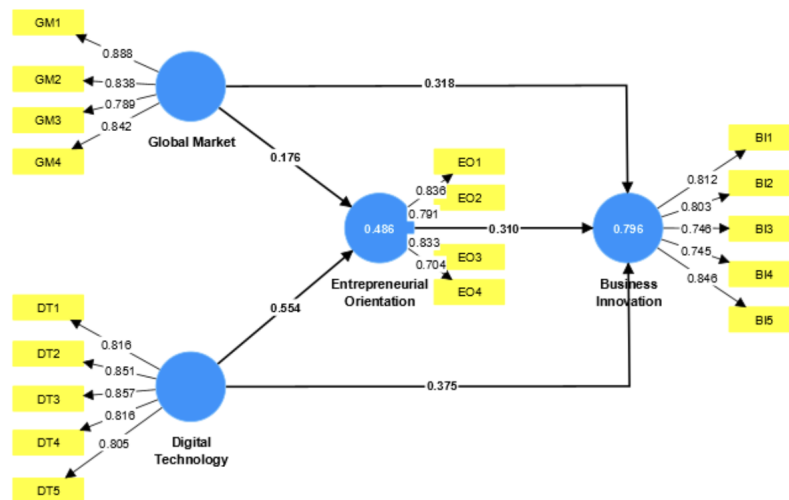 GM1
0.888
GM2
0.838
0.789
GM3
0.842
GM4
Global Market
0.318
0.176
EO1
0.836
EO2
0.791
0.486
0.310
0.833
EO3
0.704
EO4
Entrepreneurial
Orientation
BI1
0.812
BI2
0.803
0.796
0.746
BI3
0.745
BI4
0.846
BI5
Business
Innovation
0.554
DT1
0.816
DT2
0.851
DT3
0.857
0.816
DT4
0.805
DT5
0.375
Digital
Technology